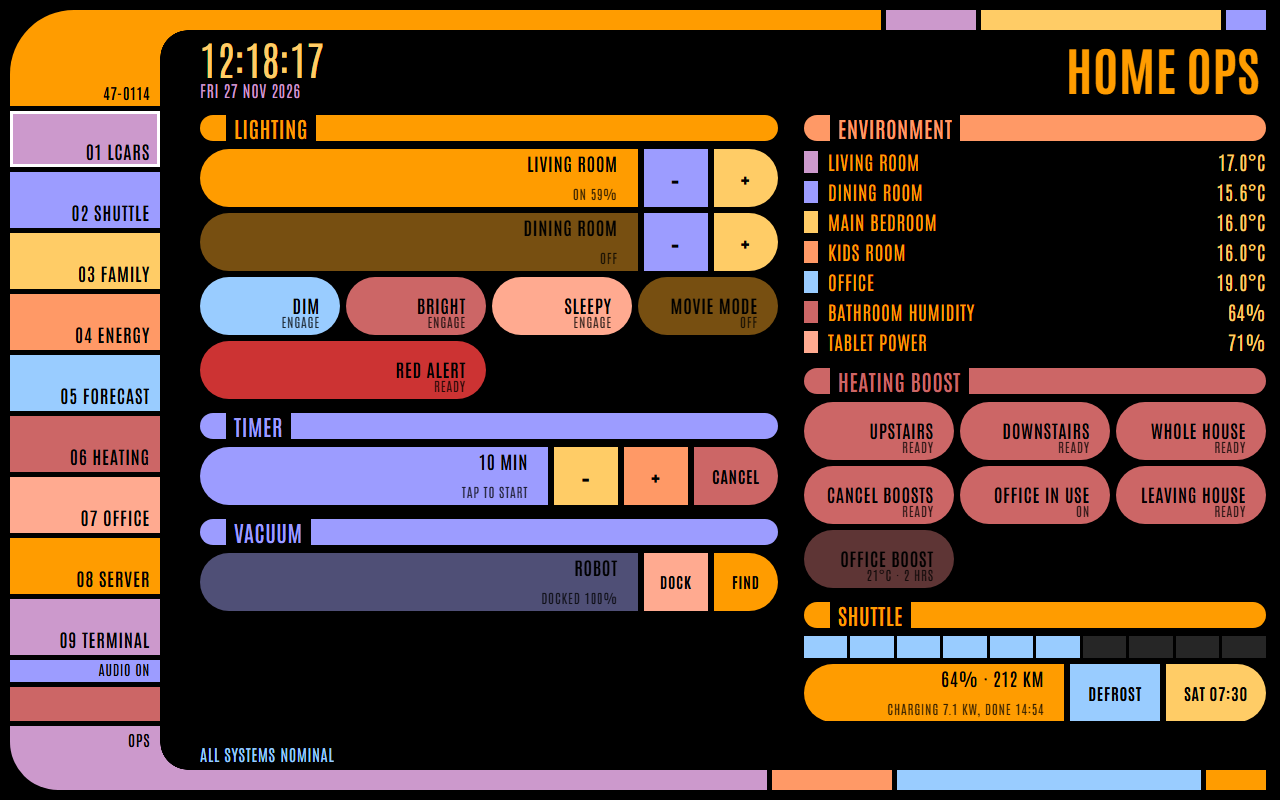 47-0114
01 LCARS
02 SHUTTLE
03 FAMILY
04 ENERGY
05 FORECAST
06 HEATING
07 OFFICE
08 SERVER
09 TERMINAL
AUDIO ON
OPS
12:18:17
FRI 27 NOV 2026
HOME OPS
LIGHTING
LIVING ROOM
ON 59%
-
+
DINING ROOM
OFF
-
+
DIM
ENGAGE
BRIGHT
ENGAGE
SLEEPY
ENGAGE
MOVIE MODE
OFF
RED ALERT
READY
TIMER
10 MIN
TAP TO START
-
+
CANCEL
VACUUM
ROBOT
DOCKED 100%
DOCK
FIND
ENVIRONMENT
LIVING ROOM 17.0°C
DINING ROOM 15.6°C
MAIN BEDROOM 16.0°C
KIDS ROOM 16.0°C
OFFICE 19.0°C
BATHROOM HUMIDITY 64%
TABLET POWER 71%
HEATING BOOST
UPSTAIRS
READY
DOWNSTAIRS
READY
WHOLE HOUSE
READY
CANCEL BOOSTS
READY
OFFICE IN USE
ON
LEAVING HOUSE
READY
OFFICE BOOST
21°C · 2 HRS
SHUTTLE
64% · 212 KM
CHARGING 7.1 KW, DONE 14:54
DEFROST
SAT 07:30
ALL SYSTEMS NOMINAL